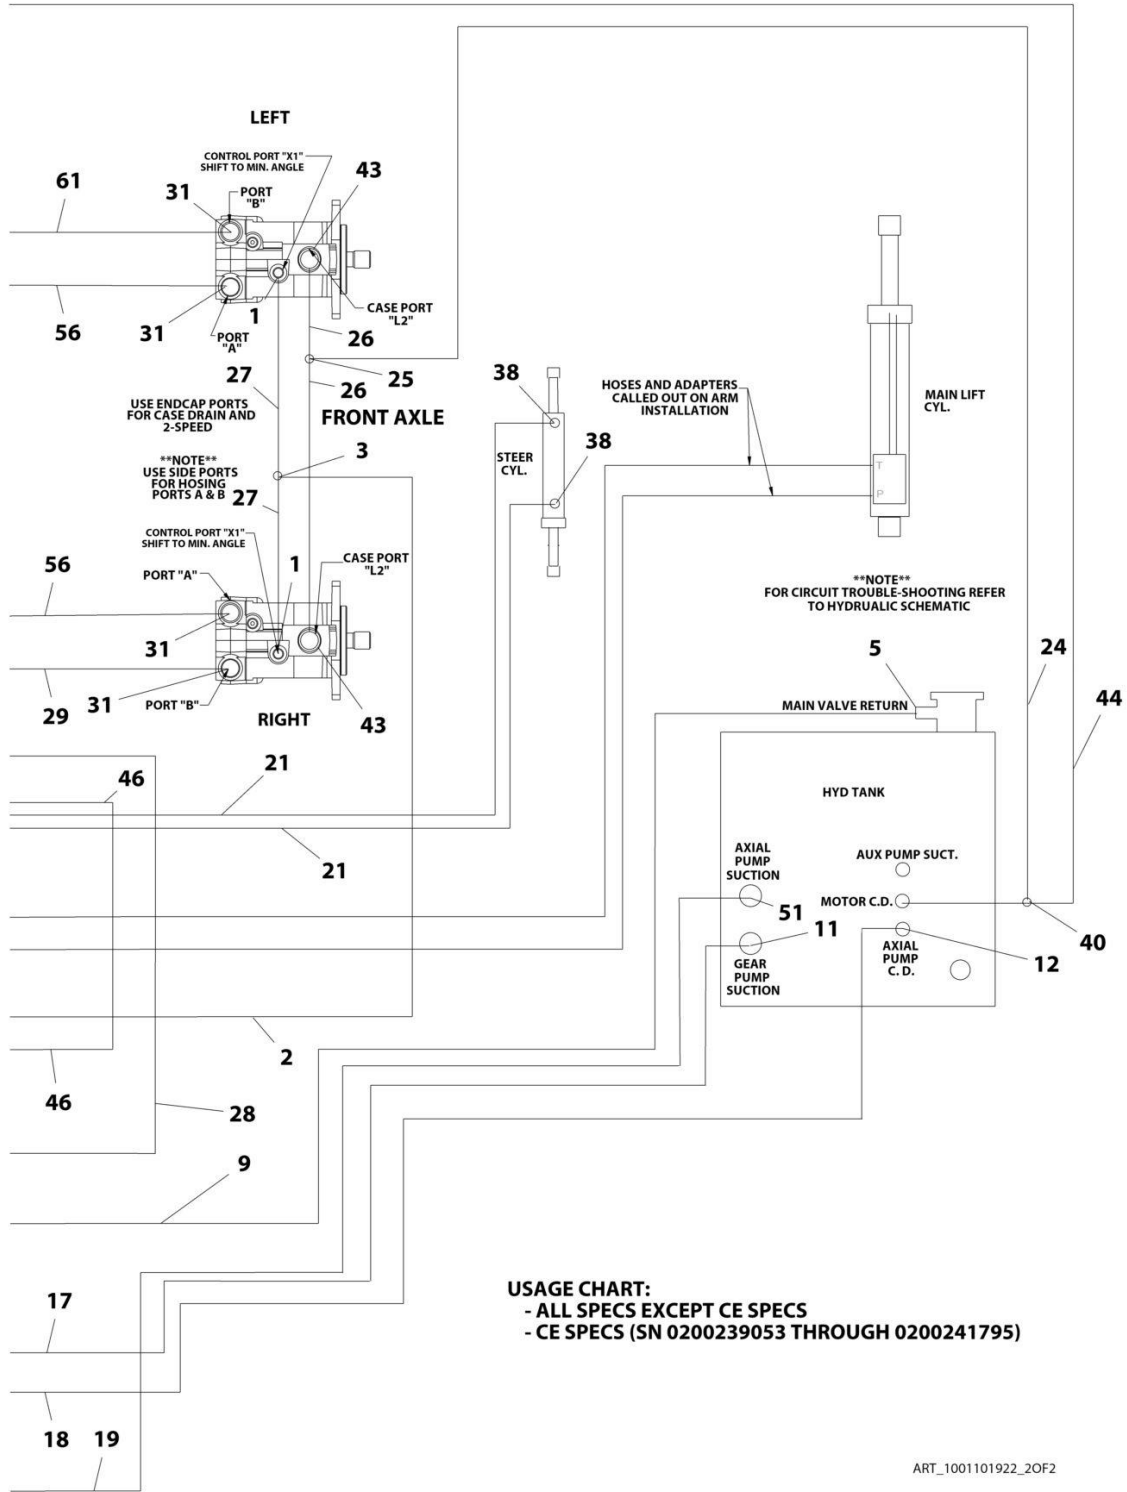 LEFT
CONTROL PORT "X1"
SHIFT TO MIN. ANGLE
43
61
31
PORT
"B"
56
31
PORT
"A"
1
CASE PORT
"L2"
26
27
26
25
USE ENDCAP PORTS
FOR CASE DRAIN AND
2-SPEED
FRONT AXLE
**NOTE**
USE SIDE PORTS
FOR HOSING
PORTS A & B
3
27
CONTROL PORT "X1"
SHIFT TO MIN. ANGLE
1
CASE PORT
"L2"
56
PORT "A"
31
29
31
PORT "B"
RIGHT
43
38
STEER
CYL.
38
HOSES AND ADAPTERS
CALLED OUT ON ARM
INSTALLATION
MAIN LIFT
CYL.
T
P
**NOTE**
FOR CIRCUIT TROUBLE-SHOOTING REFER
TO HYDRUALIC SCHEMATIC
5
24
44
MAIN VALVE RETURN
HYD TANK
AXIAL
PUMP
SUCTION
AUX PUMP SUCT.
51
MOTOR C.D.
11
40
GEAR
PUMP
SUCTION
AXIAL
PUMP
C. D.
12
21
46
21
2
46
28
9
17
18
19
USAGE CHART:
- ALL SPECS EXCEPT CE SPECS
- CE SPECS (SN 0200239053 THROUGH 0200241795)
ART_1001101922_2OF2